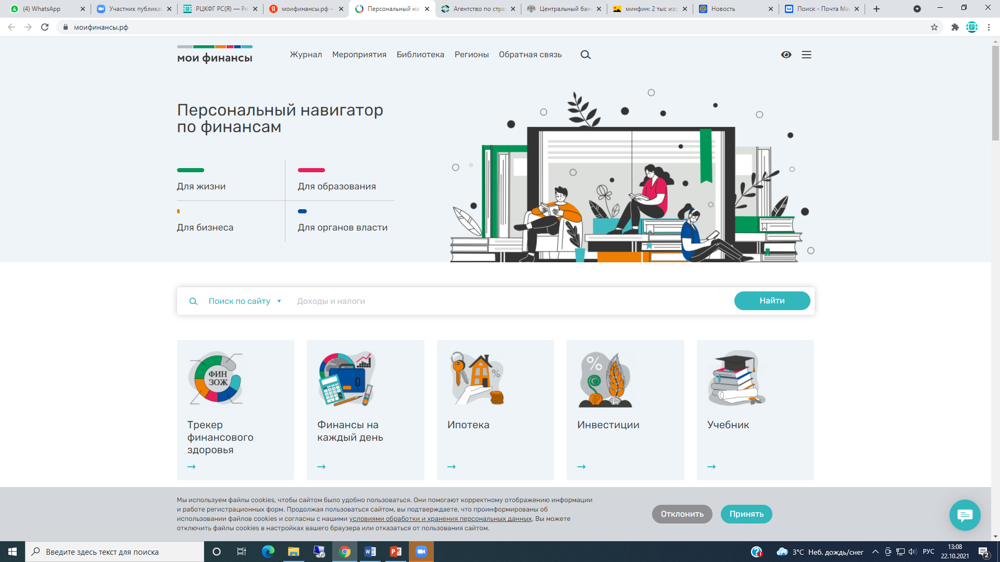 (4) WhatsApp
Участник публика
РЦКФГ РС(Я) — Ре
моифинансы.рф –
Персональный на
Агентство по стра
Центральный бан
минфин: 2 тыс изо
Новость
Поиск - Почта Ma
моифинансы.рф
мои финансы
Журнал
Мероприятия
Библиотека
Регионы
Обратная связь
Персональный навигатор
по финансам
Для жизни
Для образования
Для бизнеса
Для органов власти
Поиск по сайту
Доходы и налоги
Найти
ФИН
ЗОЖ
%
%
Трекер
финансового
здоровья
Финансы на
каждый день
Ипотека
Инвестиции
Учебник
Мы используем файлы cookies, чтобы сайтом было удобно пользоваться. Они помогают корректному отображению информации
и работе регистрационных форм. Продолжая пользоваться сайтом, вы подтверждаете, что проинформированы об
использовании файлов cookies и согласны с нашими условиями обработки и хранения персональных данных. Вы можете
отключить файлы cookies в настройках вашего браузера или отказаться от пользования сайтом.
Отклонить
Принять
Введите здесь текст для поиска
3°C Неб. дождь/снег
РУС
13:08
22.10.2021
2